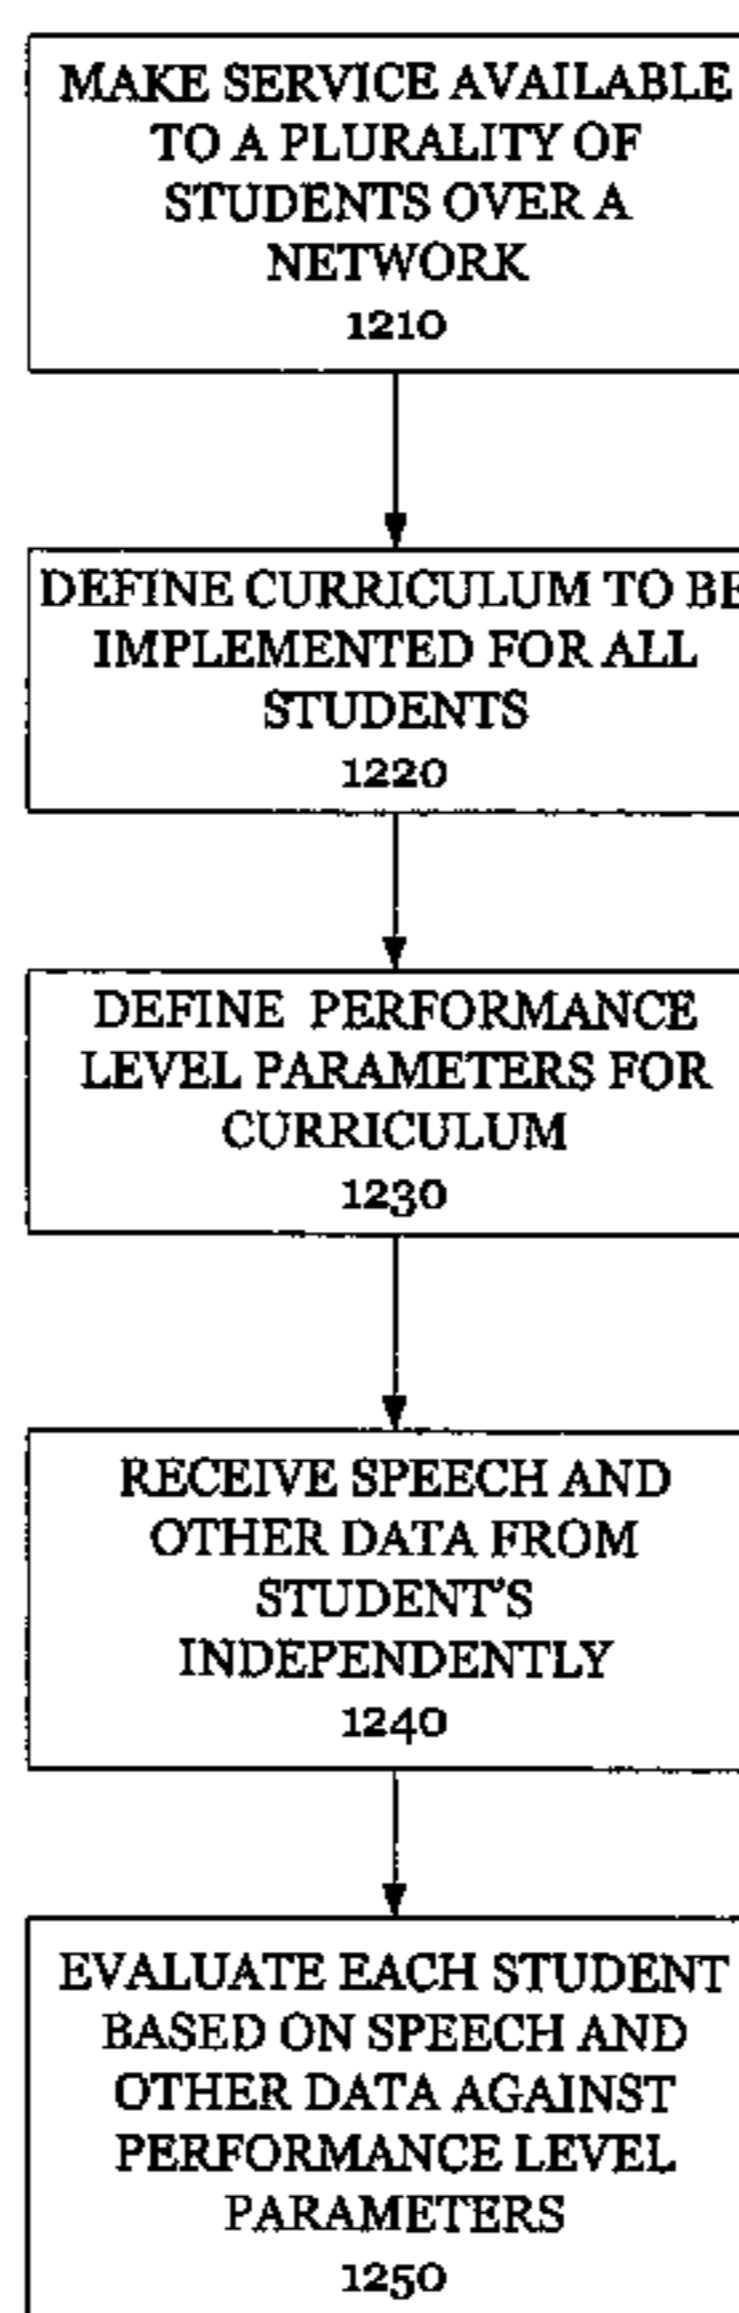 MAKE SERVICE AVAILABLE
TO A PLURALITY OF
STUDENTS OVER A
NETWORK
1210
DEFINE CURRICULUM TO BE
IMPLEMENTED FOR ALL
STUDENTS
1220
DEFINE PERFORMANCE
LEVEL PARAMETERS FOR
CURRICULUM
1230
RECEIVE SPEECH AND
OTHER DATA FROM
STUDENT'S
INDEPENDENTLY
1240
EVALUATE EACH STUDENT
BASED ON SPEECH AND
OTHER DATA AGAINST
PERFORMANCE LEVEL
PARAMETERS
1250